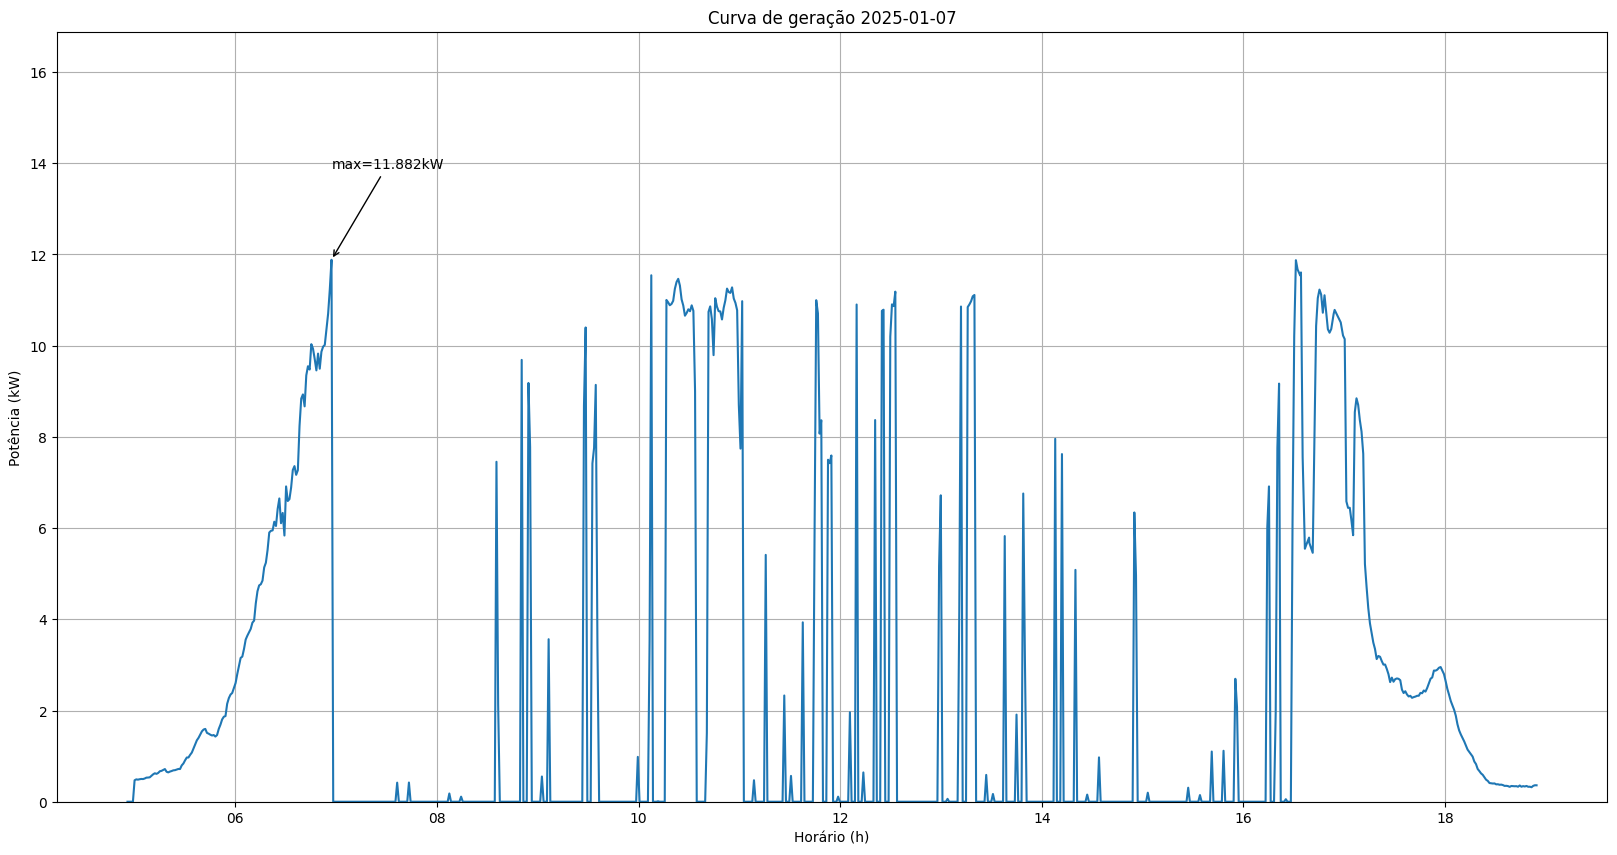 Curva de geração 2025-01-07
16
14
max=11.882kW
12
10
8
6
4
2
0
Potência (kW)
06 08 10 12 14 16 18
Horário (h)